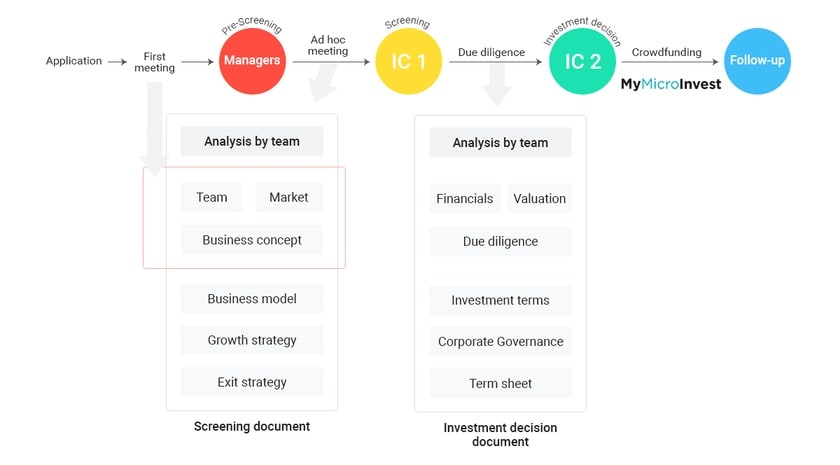 Pre-Screening
Screening
Investment decision
Application
First
meeting
Managers
Ad hoc
meeting
IC 1
Due diligence
IC 2
Crowdfunding
MyMicroInvest
Follow-up
Analysis by team
Team
Market
Business concept
Business model
Growth strategy
Exit strategy
Screening document
Analysis by team
Financials
Valuation
Due diligence
Investment terms
Corporate Governance
Term sheet
Investment decision
document